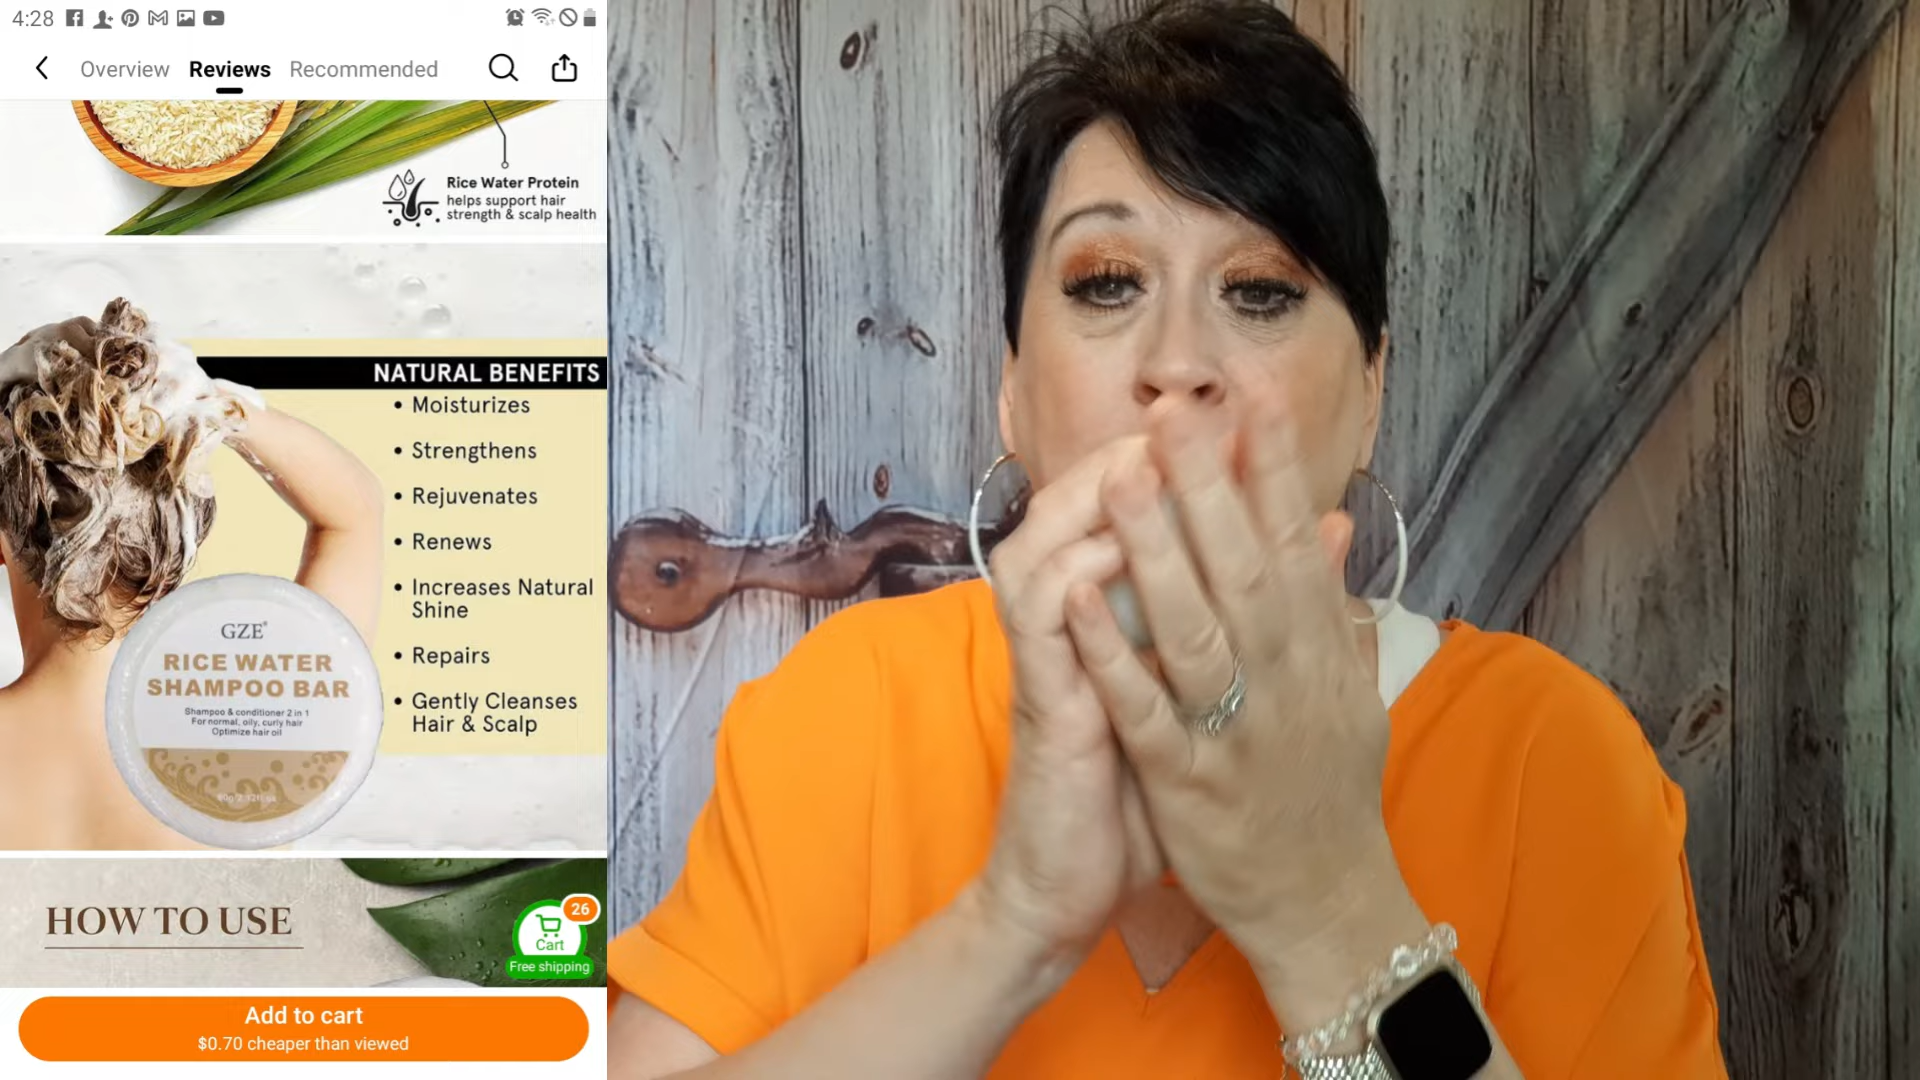 4:28
Overview Reviews Recommended
Rice Water Protein
helps support hair
strength & scalp health
NATURAL BENEFITS
• Moisturizes
• Strengthens
• Rejuvenates
• Renews
• Increases Natural
Shine
• Repairs
• Gently Cleanses
Hair & Scalp
GZE®
RICE WATER
SHAMPOO BAR
Shampoo & conditioner 2 in 1
For normal, oily, curly hair
Optimize hair oil
HOW TO USE
26
Cart
Free shipping
Add to cart
$0.70 cheaper than viewed